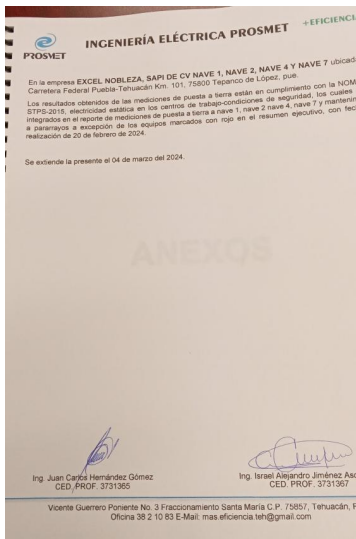 PROSMET
INGENIERÍA ELÉCTRICA PROSMET
+EFICIENCI
En la empresa EXCEL NOBLEZA, SAPI DE CV NAVE 1, NAVE 2, NAVE 4 Y NAVE 7 ubicad
Carretera Federal Puebla-Tehuacán Km. 101, 75800 Tepanco de López, pue.
Los resultados obtenidos de las mediciones de puesta a tierra están en cumplimiento con la NOM
STPS-2015, electricidad estática en los centros de trabajo-condiciones de seguridad, los cuales
integrados en el reporte de mediciones de puesta a tierra a nave 1, nave 2 nave 4, nave 7 y mantenim
a pararrayos a excepción de los equipos marcados con rojo en el resumen ejecutivo, con fec
realización de 20 de febrero de 2024.
Se extiende la presente el 04 de marzo del 2024.
ANEXOS
Ing. Juan Carlos Hernández Gómez
CED. PROF. 3731365
Ing. Israel Alejandro Jiménez Asc
CED. PROF. 3731367
Vicente Guerrero Poniente No. 3 Fraccionamiento Santa María C.P. 75857, Tehuacán, P
Oficina 38 2 10 83 E-Mail: mas.eficiencia.teh@gmail.com